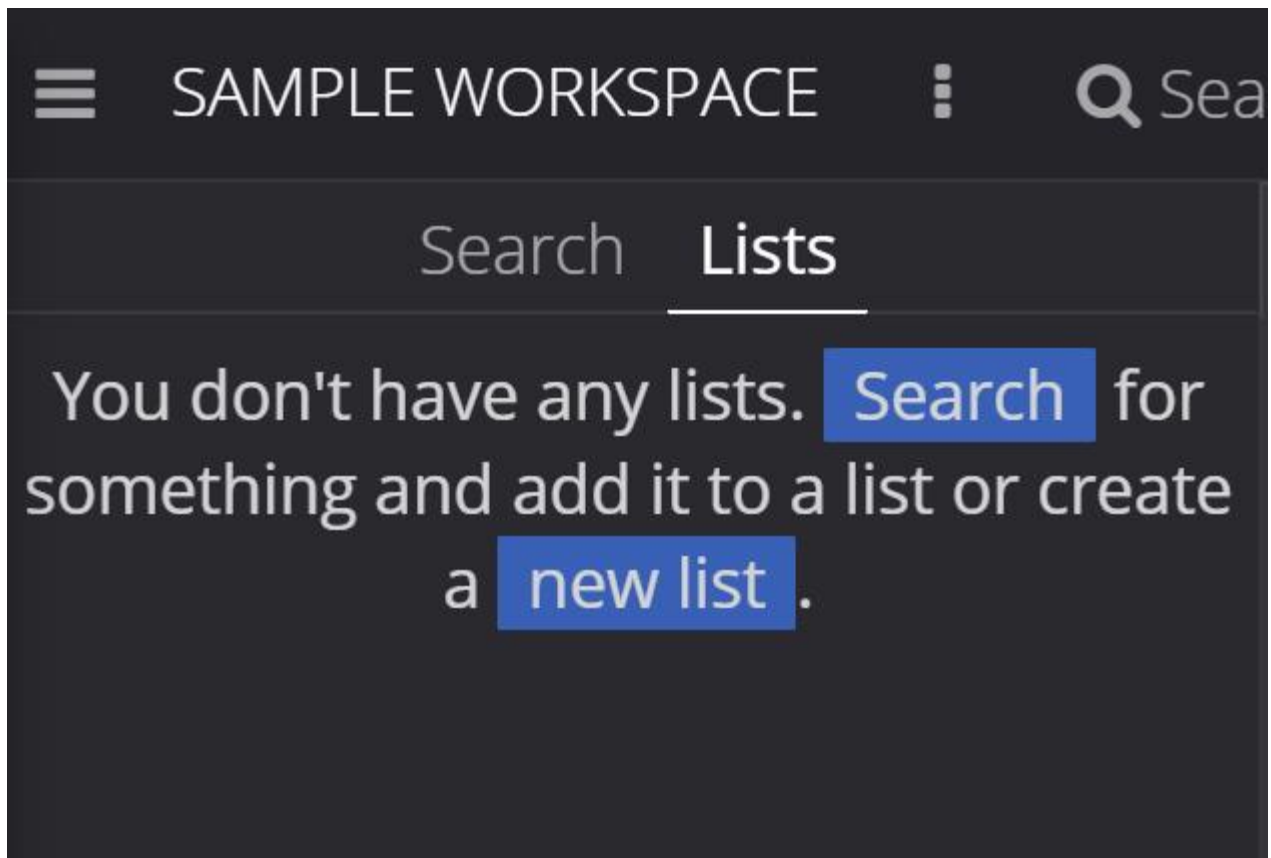 SAMPLE WORKSPACE Sea
Search Lists
You don't have any lists. Search for
something and add it to a list or create
a new list .